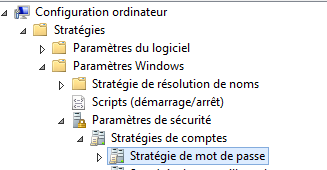 Configuration ordinateur
Stratégies
Paramètres du logiciel
Paramètres Windows
Stratégie de résolution de noms
Scripts (démarrage/arrêt)
Paramètres de sécurité
Stratégies de comptes
Stratégie de mot de passe